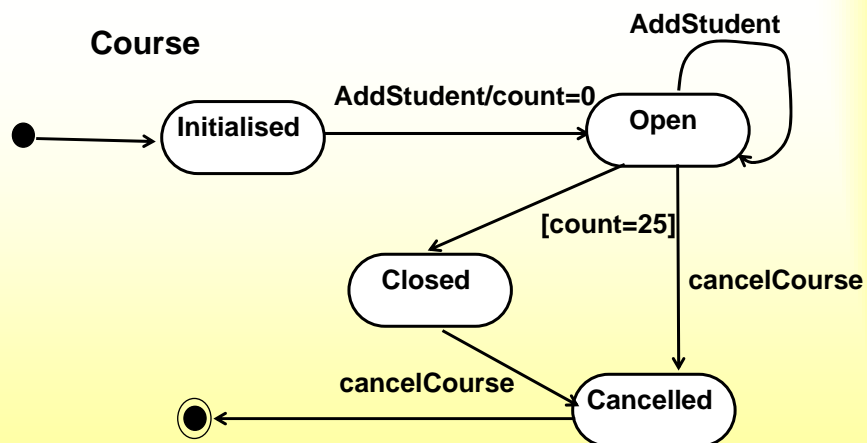 AddStudent
Course
AddStudent/count=0
Initialised
Open
[count=25]
Closed
cancelCourse
cancelCourse
Cancelled